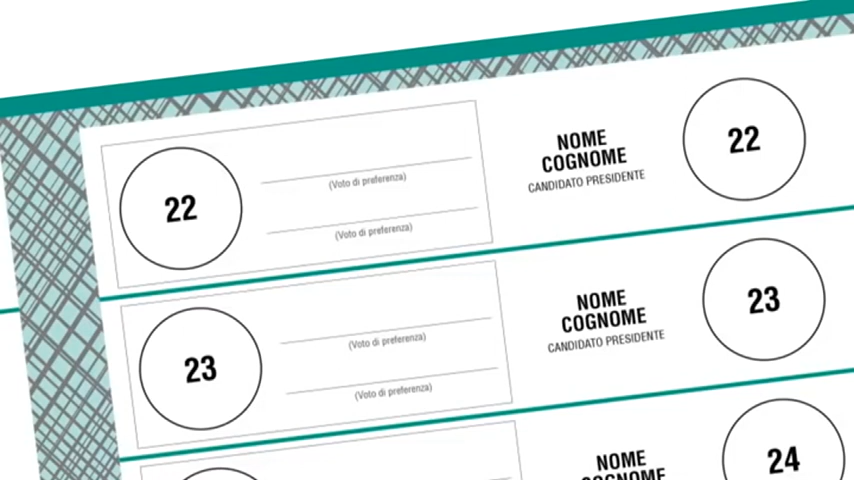 22
(Voto di preferenza)
(Voto di preferenza)
NOME
COGNOME
CANDIDATO PRESIDENTE
22
23
(Voto di preferenza)
(Voto di preferenza)
NOME
COGNOME
CANDIDATO PRESIDENTE
23
NOME
COGNOME
24